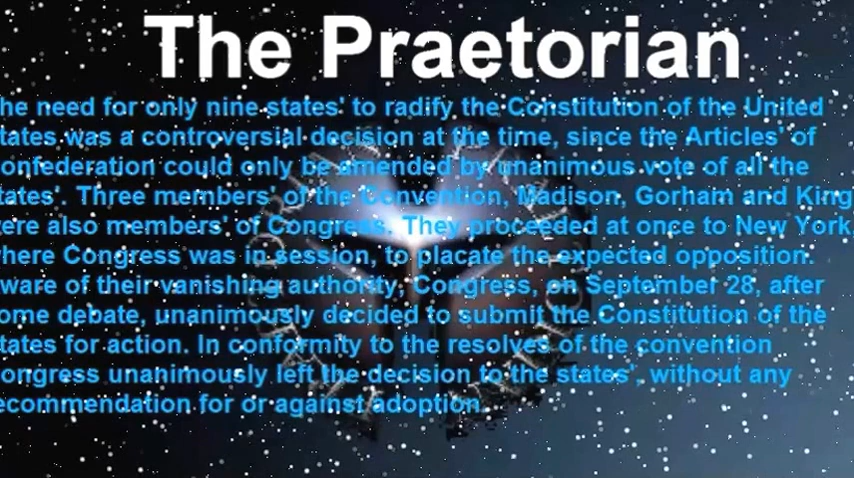 The Praetorian
he need for only nine states' to radify the Constitution of the United
tates was a controversial decision at the time, since the Articles' of
onfederation could only be amended by unanimous vote of all the
tates'. Three members' of the Convention, Madison, Gorham and King
ere also members' of Congress. They proceeded at once to New York
here Congress was in session, to placate the expected opposition.
ware of their vanishing authority, Congress, on September 28, after
ome debate, unanimously decided to submit the Constitution of the
tates for action. In conformity to the resolves of the convention
ongress unanimously left the decision to the states', without any
ecommendation for or against adoption.